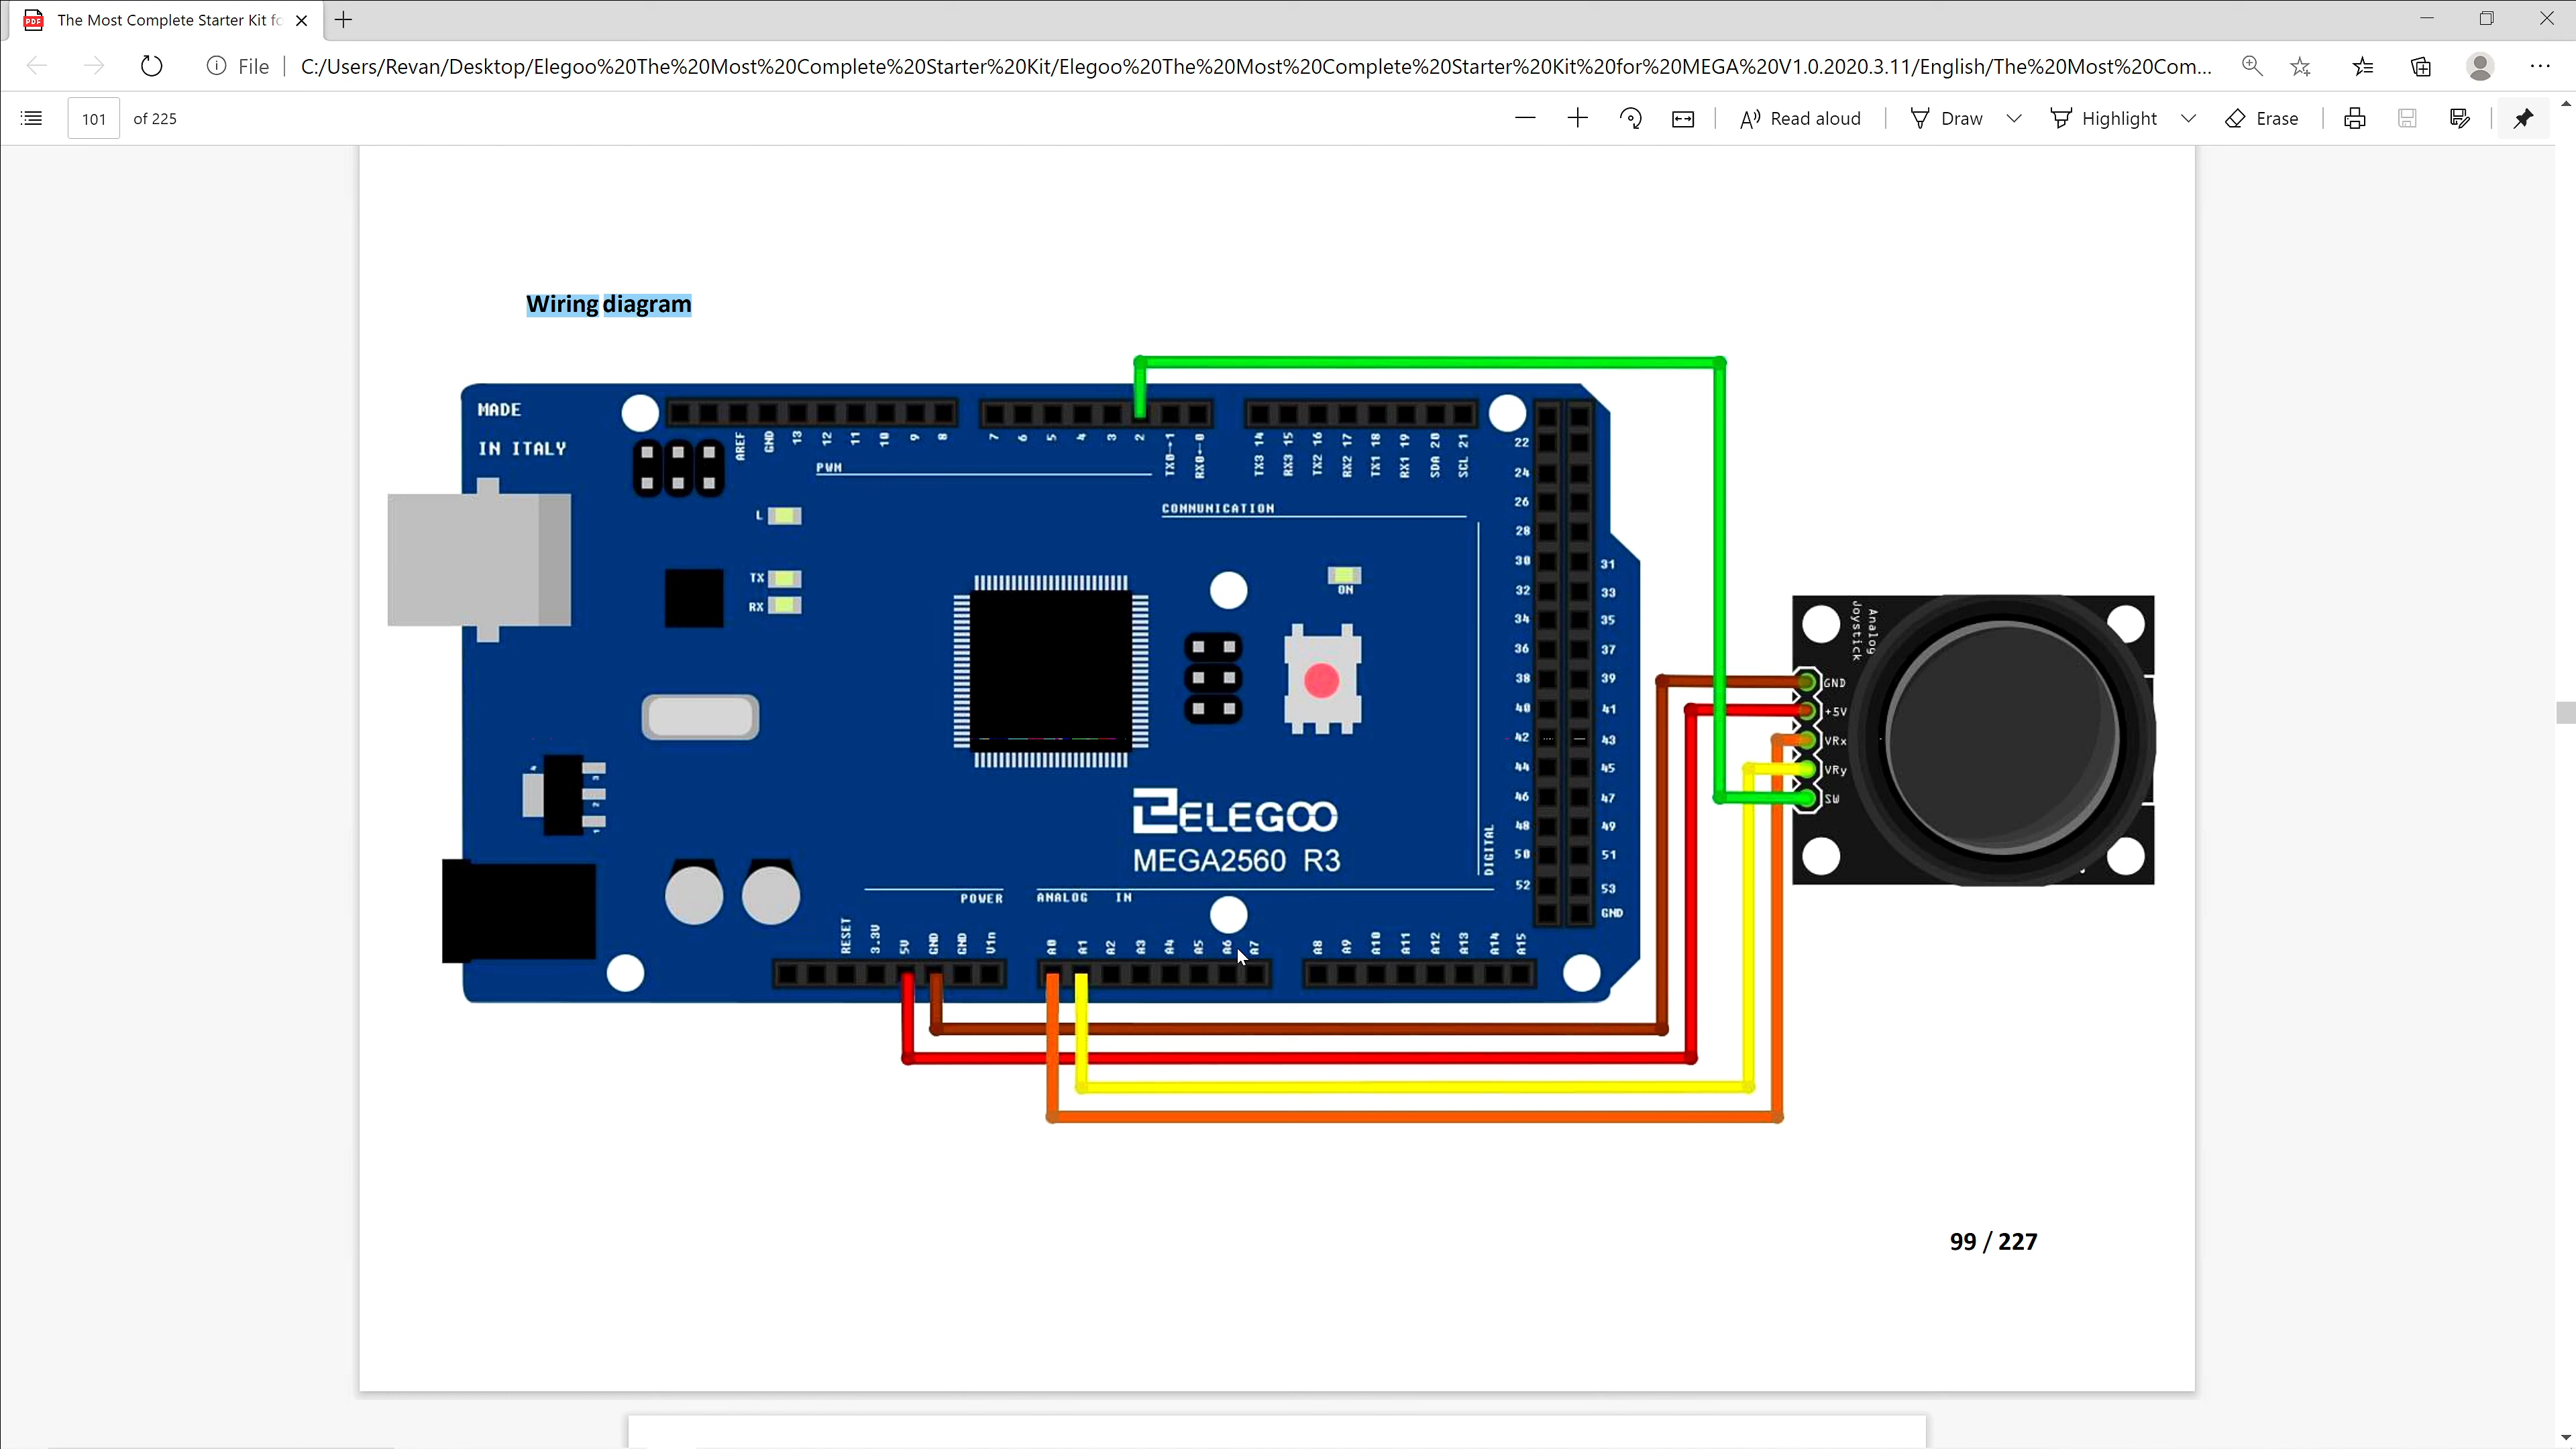 The Most Complete Starter Kit fo
File
C:/Users/Revan/Desktop/Elegoo%20The%20Most%20Complete%20Starter%20Kit/Elegoo%20The%20Most%20Complete%20Starter%20Kit%20for%20MEGA%20V1.0.2020.3.11/English/The%20Most%20Com...
101 of 225
Read aloud
Draw
Highlight
Erase
Wiring diagram
MADE
IN ITALY
AREF GND 13 12 11 10 9 8 7 6 5 4 3 2 TX0→1 RX0←0 TX3 14 RX3 15 TX2 16 RX2 17 TX1 18 RX1 19 SDA 20 SCL 21
PWM
COMMUNICATION
L
TX
RX
ON
22
24
26
28
30 31
32 33
34 35
36 37
38 39
40 41
42 43
44 45
46 47
48 49
50 51
52 53
GND
DIGITAL
4
3
2
1
ELEGOO
MEGA2560 R3
POWER
ANALOG IN
RESET 3.3V 5V GND GND Vin A0 A1 A2 A3 A4 A5 A6 A7 A8 A9 A10 A11 A12 A13 A14 A15
Analog
Joystick
GND
+5V
VRx
VRy
SW
99 / 227